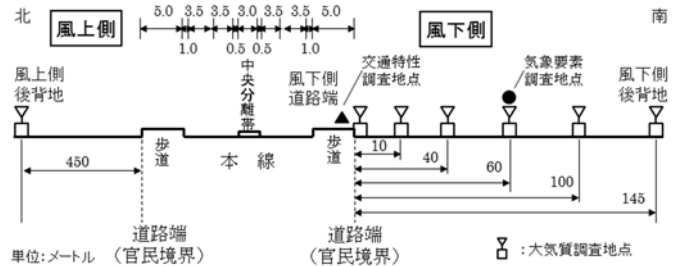 5.0 3.5 3.5 3.0 3.5 3.5 5.0
1.0 0.5 0.5 1.0
北
風上側
風下側
南
中央分離帯
交通特性
調査地点
気象要素
調査地点
風上側
後背地
風下側
道路端
風下側
後背地
歩道
本線
歩道
10
40
60
100
145
450
道路端
（官民境界）
道路端
（官民境界）
単位:メートル
:大気質調査地点